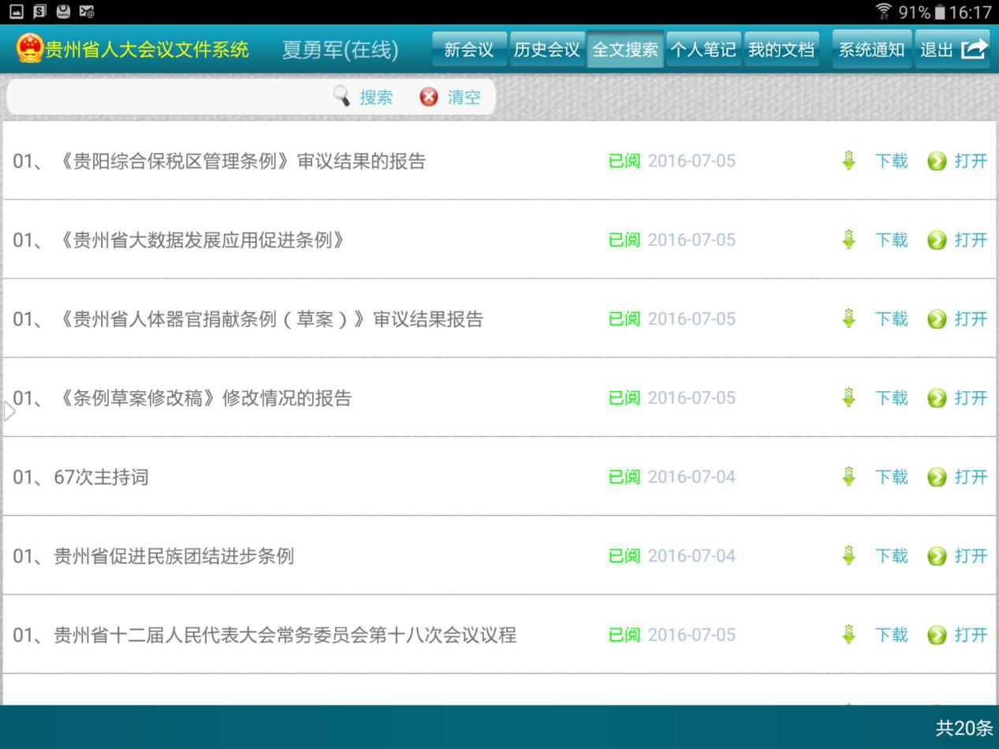 91% 16:17
贵州省人大会议文件系统 夏勇军(在线) 新会议 历史会议 全文搜索 个人笔记 我的文档 系统通知 退出
搜索 清空
01、《贵阳综合保税区管理条例》审议结果的报告 已阅 2016-07-05 下载 打开
01、《贵州省大数据发展应用促进条例》 已阅 2016-07-05 下载 打开
01、《贵州省人体器官捐献条例（草案）》审议结果报告 已阅 2016-07-05 下载 打开
01、《条例草案修改稿》修改情况的报告 已阅 2016-07-05 下载 打开
01、67次主持词 已阅 2016-07-04 下载 打开
01、贵州省促进民族团结进步条例 已阅 2016-07-04 下载 打开
01、贵州省十二届人民代表大会常务委员会第十八次会议议程 已阅 2016-07-05 下载 打开
共20条